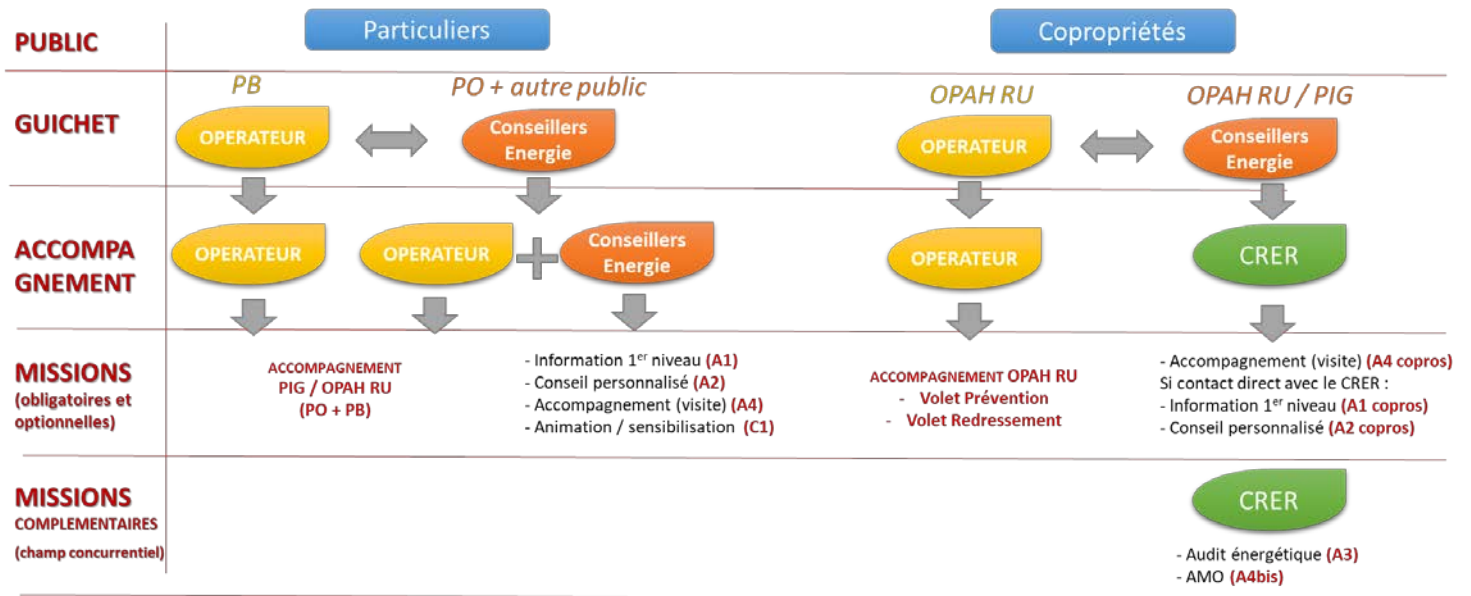 PUBLIC
Particuliers
Copropriétés
GUICHET
PB
PO + autre public
OPAH RU
OPAH RU / PIG
OPERATEUR
Conseillers
Energie
OPERATEUR
Conseillers
Energie
ACCOMPA
GNEMENT
OPERATEUR
OPERATEUR
Conseillers
Energie
OPERATEUR
CRER
MISSIONS
(obligatoires et
optionnelles)
ACCOMPAGNEMENT
PIG / OPAH RU
(PO + PB)
- Information 1er niveau (A1)
- Conseil personnalisé (A2)
- Accompagnement (visite) (A4)
- Animation / sensibilisation (C1)
ACCOMPAGNEMENT OPAH RU
- Volet Prévention
- Volet Redressement
- Accompagnement (visite) (A4 copros)
Si contact direct avec le CRER :
- Information 1er niveau (A1 copros)
- Conseil personnalisé (A2 copros)
MISSIONS
COMPLEMENTAIRES
(champ concurrentiel)
CRER
- Audit énergétique (A3)
- AMO (A4bis)